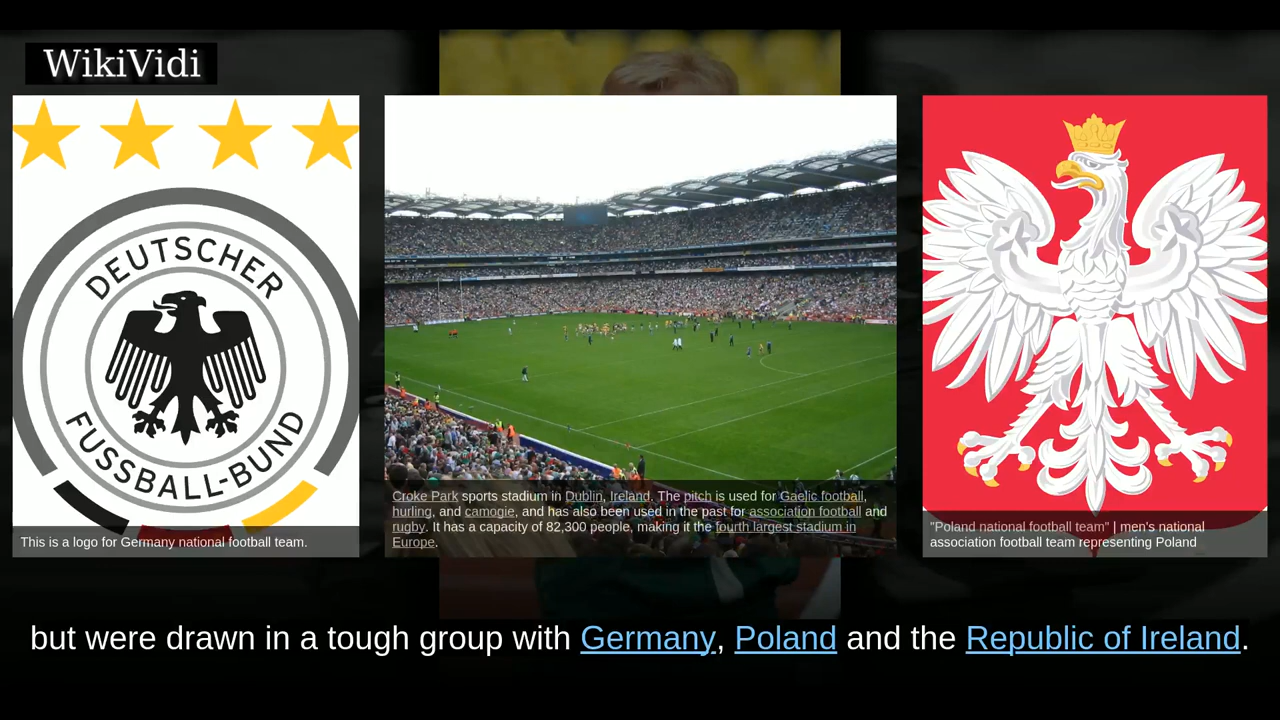 WikiVidi
DEUTSCHER
FUSSBALL-BUND
This is a logo for Germany national football team.
Croke Park sports stadium in Dublin, Ireland. The pitch is used for Gaelic football,
hurling, and camogie, and has also been used in the past for association football and
rugby. It has a capacity of 82,300 people, making it the fourth largest stadium in
Europe.
"Poland national football team" | men's national
association football team representing Poland
but were drawn in a tough group with Germany, Poland and the Republic of Ireland.